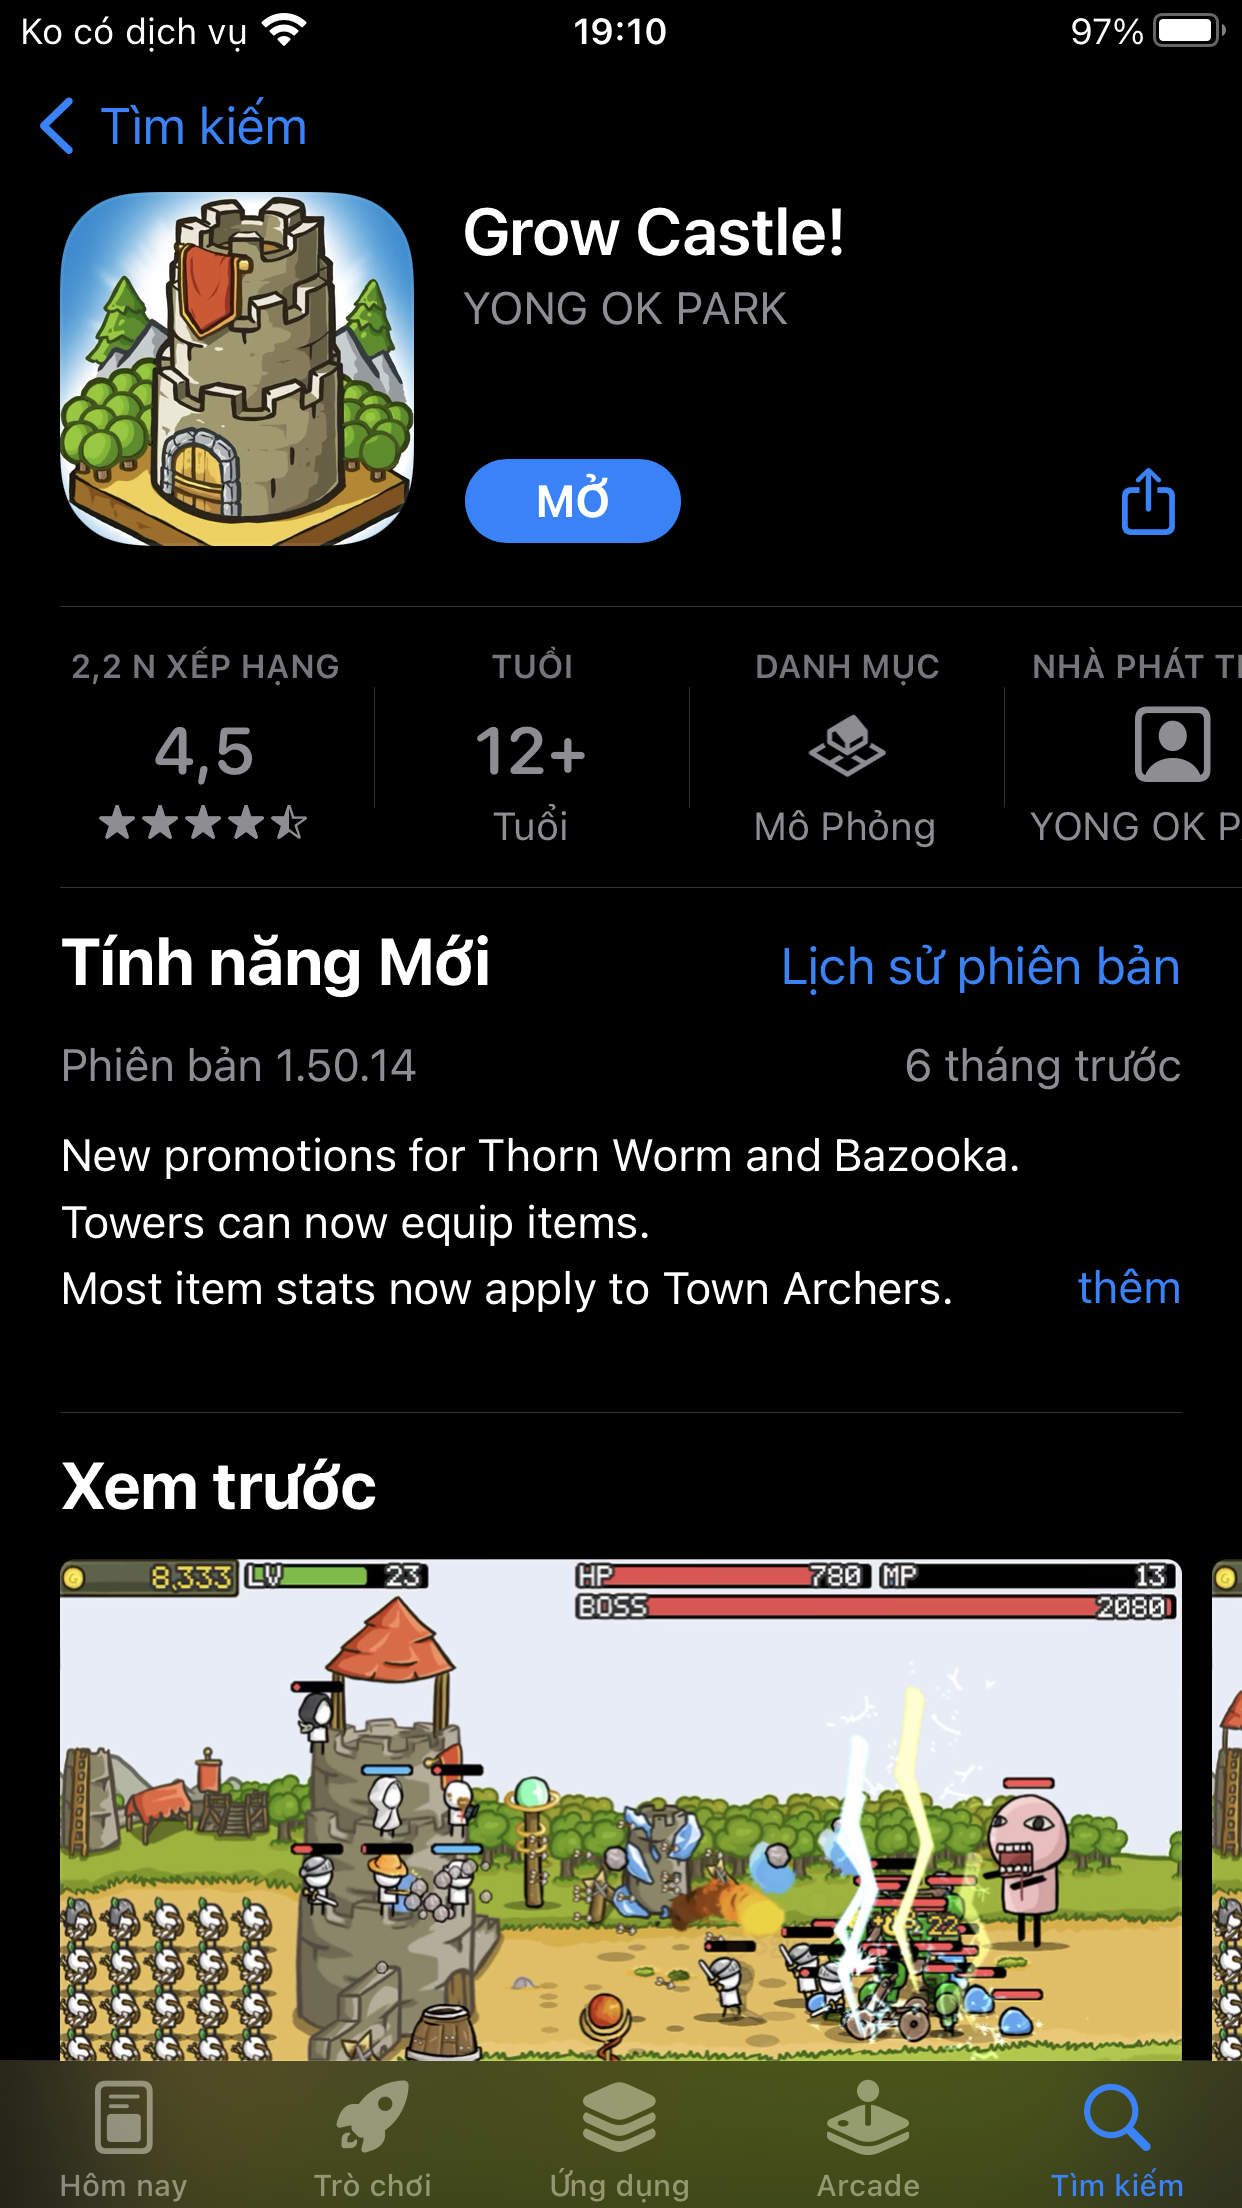 Ko có dịch vụ 19:10 97%
Tìm kiếm
Grow Castle!
YONG OK PARK
MỞ
2,2 N XẾP HẠNG
4,5
TUỔI
12+
Tuổi
DANH MỤC
Mô Phỏng
NHÀ PHÁT T
YONG OK P
Tính năng Mới
Lịch sử phiên bản
Phiên bản 1.50.14
6 tháng trước
New promotions for Thorn Worm and Bazooka.
Towers can now equip items.
Most item stats now apply to Town Archers.
thêm
Xem trước
8,333 LV 23 HP 780 MP 13
BOSS 2080
Hôm nay
Trò chơi
Ứng dụng
Arcade
Tìm kiếm